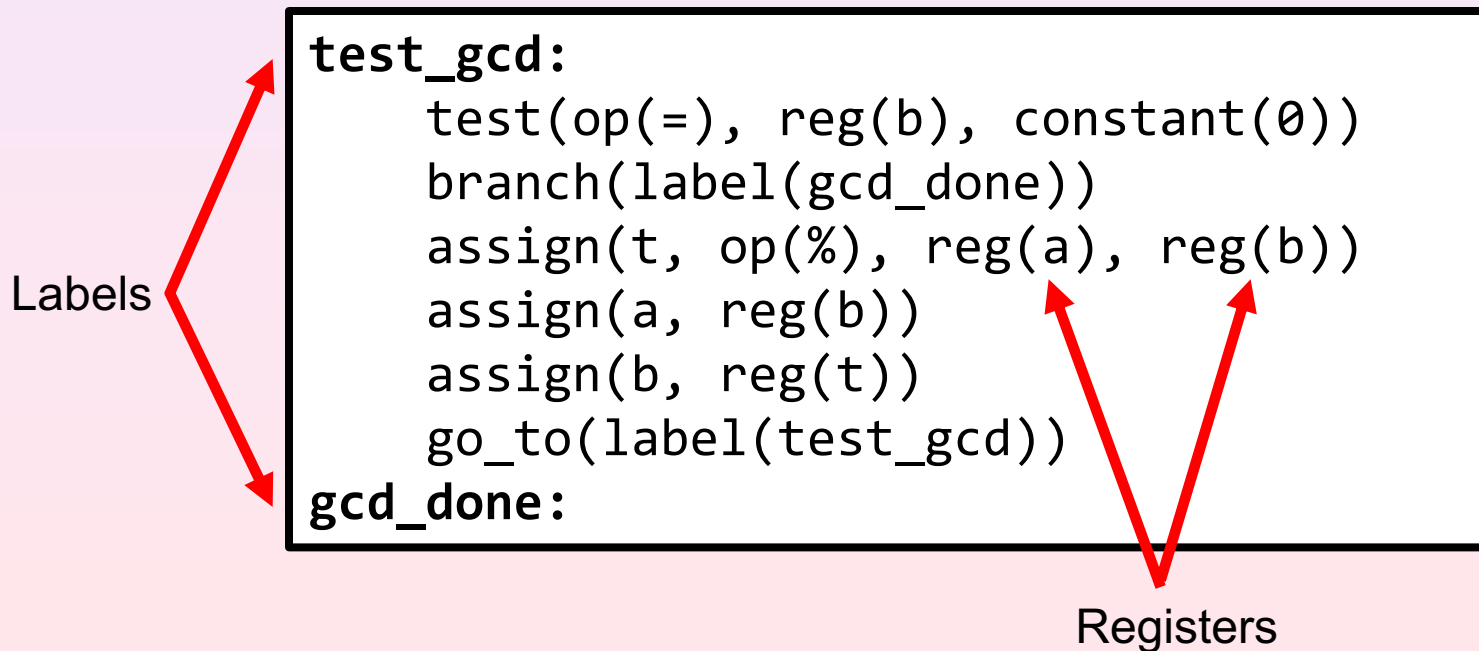 test_gcd:
test(op(=), reg(b), constant(0))
branch(label(gcd_done))
assign(t, op(%), reg(a), reg(b))
Labels
assign(a, reg(b))
assign(b, reg(t))
go_to(label(test_gcd))
gcd_done:
Registers